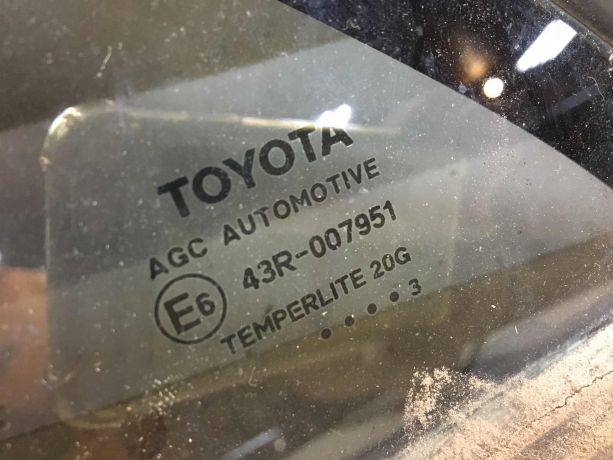 TOYOTA
AGC AUTOMOTIVE
E6 43R-007951
TEMPERLITE 20G
• • • • 3